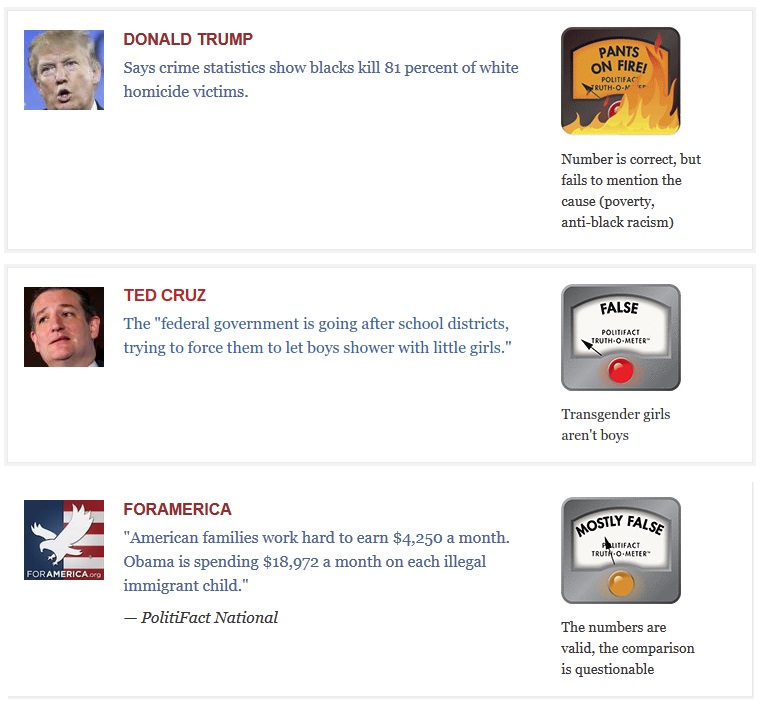 DONALD TRUMP
Says crime statistics show blacks kill 81 percent of white
homicide victims.
PANTS
ON FIRE!
POLITIFACT
TRUTH-O-METER
Number is correct, but
fails to mention the
cause (poverty,
anti-black racism)
TED CRUZ
The "federal government is going after school districts,
trying to force them to let boys shower with little girls."
FALSE
POLITIFACT
TRUTH-O-METER™
Transgender girls
aren't boys
FORAMERICA
"American families work hard to earn $4,250 a month.
Obama is spending $18,972 a month on each illegal
immigrant child."
— PolitiFact National
FORAMERICA.org
MOSTLY FALSE
POLITIFACT
TRUTH-O-METER™
The numbers are
valid, the comparison
is questionable